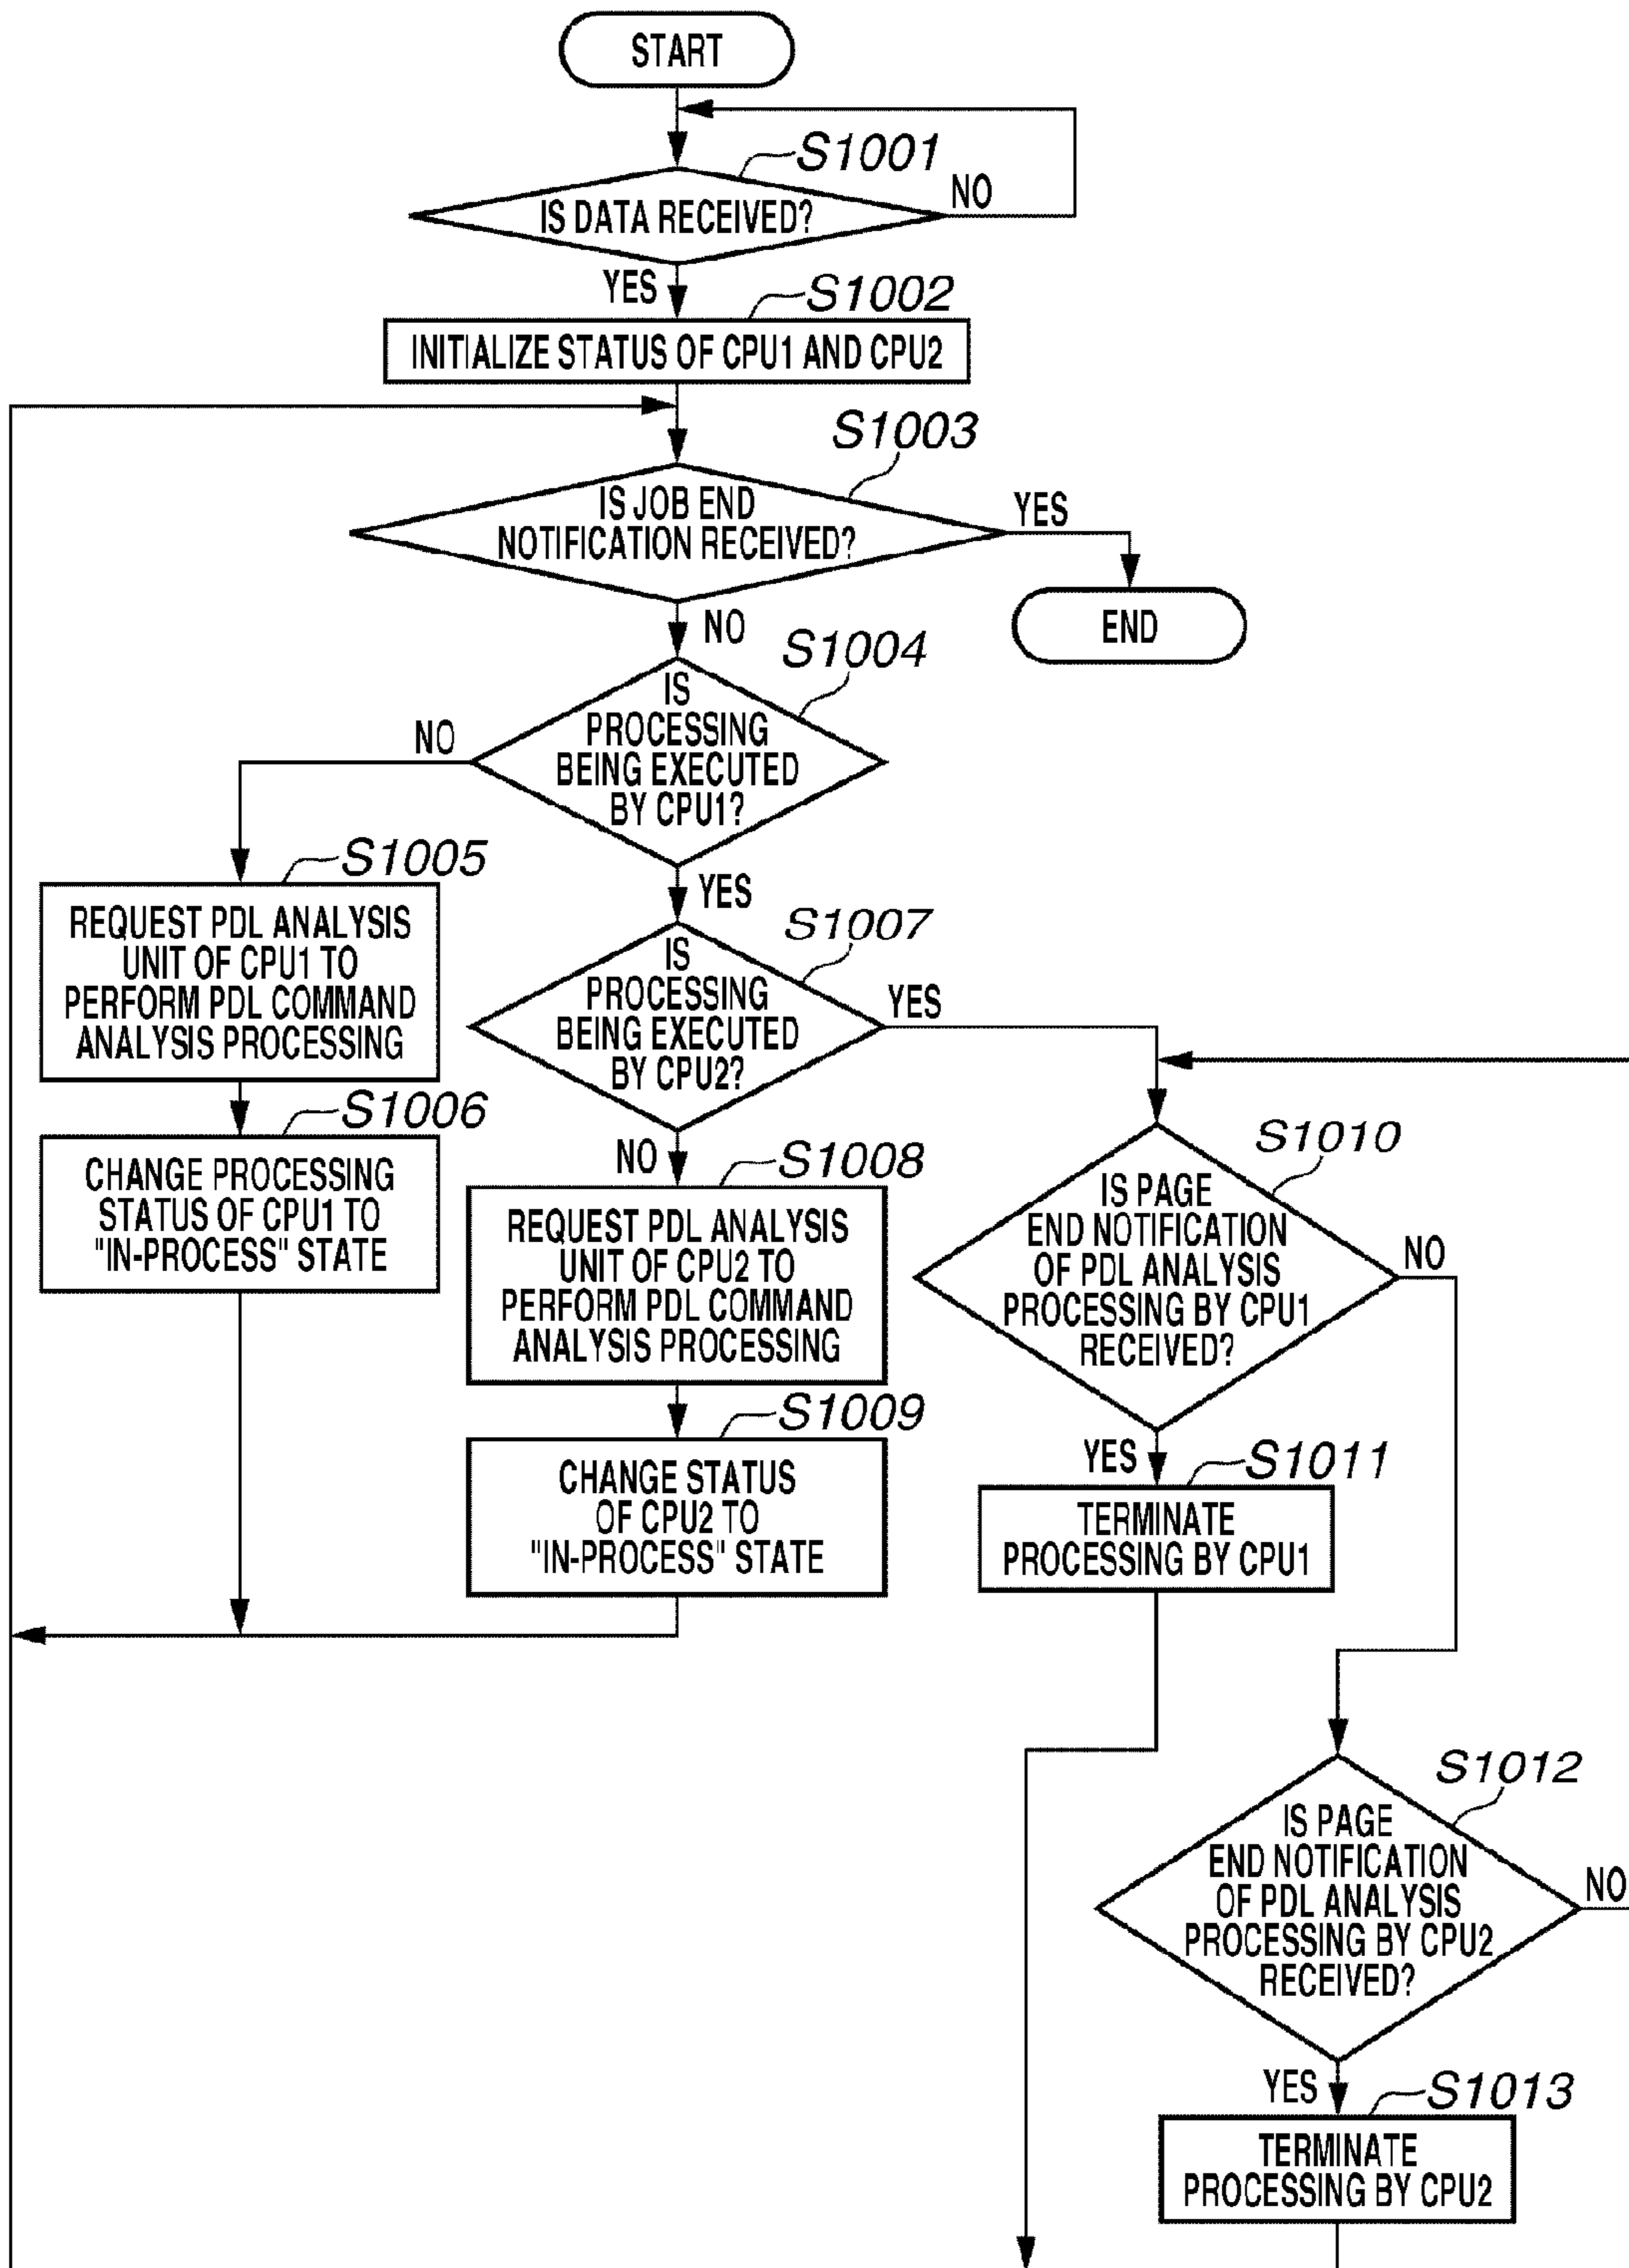 START
S1001
IS DATA RECEIVED?
NO
YES
S1002
INITIALIZE STATUS OF CPU1 AND CPU2
S1003
IS JOB END
NOTIFICATION RECEIVED?
YES
END
NO
S1004
IS
PROCESSING
BEING EXECUTED
BY CPU1?
NO
YES
S1005
REQUEST PDL ANALYSIS
UNIT OF CPU1 TO
PERFORM PDL COMMAND
ANALYSIS PROCESSING
S1006
CHANGE PROCESSING
STATUS OF CPU1 TO
"IN-PROCESS" STATE
S1007
IS
PROCESSING
BEING EXECUTED
BY CPU2?
YES
NO
S1008
REQUEST PDL ANALYSIS
UNIT OF CPU2 TO
PERFORM PDL COMMAND
ANALYSIS PROCESSING
S1009
CHANGE STATUS
OF CPU2 TO
"IN-PROCESS" STATE
S1010
IS PAGE
END NOTIFICATION
OF PDL ANALYSIS
PROCESSING BY CPU1
RECEIVED?
NO
YES
S1011
TERMINATE
PROCESSING BY CPU1
S1012
IS PAGE
END NOTIFICATION
OF PDL ANALYSIS
PROCESSING BY CPU2
RECEIVED?
NO
YES
S1013
TERMINATE
PROCESSING BY CPU2